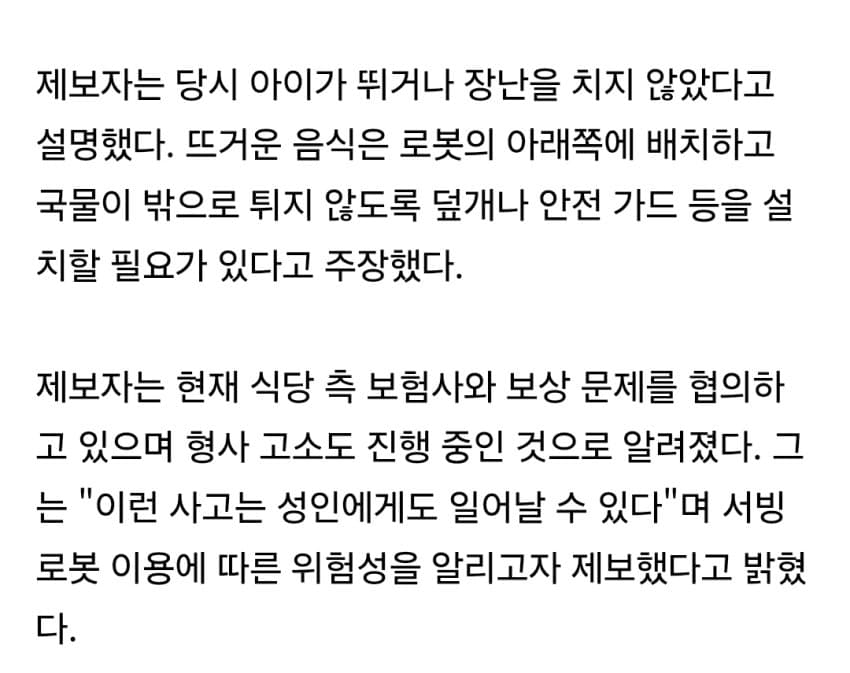 제보자는 당시 아이가 뛰거나 장난을 치지 않았다고
설명했다. 뜨거운 음식은 로봇의 아래쪽에 배치하고
국물이 밖으로 튀지 않도록 덮개나 안전 가드 등을 설
치할 필요가 있다고 주장했다.
제보자는 현재 식당 측 보험사와 보상 문제를 협의하
고 있으며 형사 고소도 진행 중인 것으로 알려졌다. 그
는 "이런 사고는 성인에게도 일어날 수 있다"며 서빙
로봇 이용에 따른 위험성을 알리고자 제보했다고 밝혔
다.